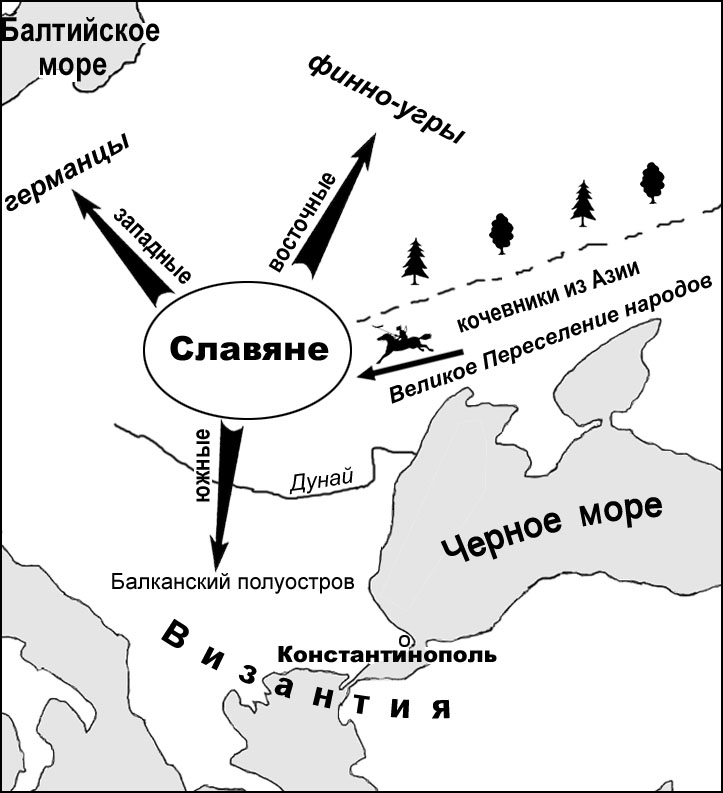 Балтийское
море
финно-угры
германцы
западные
восточные
кочевники из Азии
Великое Переселение народов
Славяне
южные
Дунай
Черное море
Балканский полуостров
Византия
Константинополь